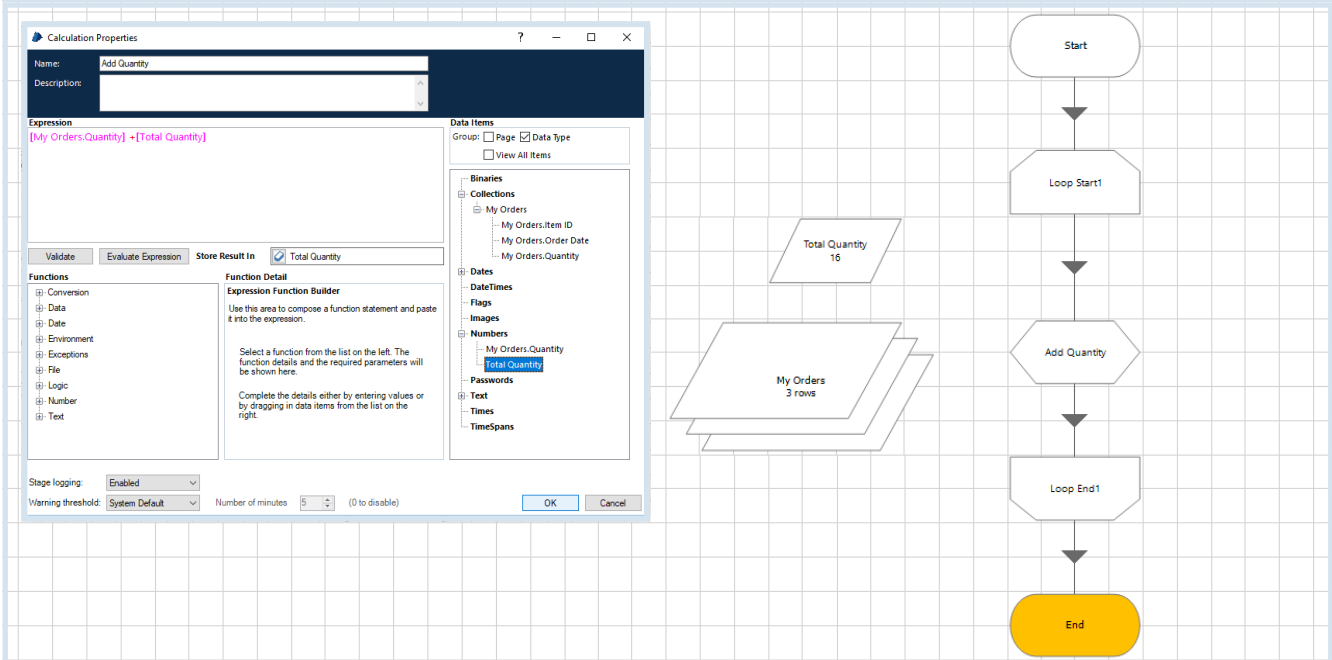 Calculation Properties
?
Name:
Add Quantity
Description:
Expression
[My Orders.Quantity] +[Total Quantity]
Data Items
Group: Page Data Type
View All Items
Binaries
Collections
My Orders
My Orders.Item ID
My Orders.Order Date
My Orders.Quantity
Dates
DateTimes
Flags
Images
Numbers
My Orders.Quantity
Total Quantity
Passwords
Text
Times
TimeSpans
Validate
Evaluate Expression
Store Result In
Total Quantity
Functions
Conversion
Data
Date
Environment
Exceptions
File
Logic
Number
Text
Function Detail
Expression Function Builder
Use this area to compose a function statement and paste
it into the expression.
Select a function from the list on the left. The
function details and the required parameters will
be shown here.
Complete the details either by entering values or
by dragging in data items from the list on the
right.
Stage logging:
Enabled
Warning threshold:
System Default
Number of minutes
5
(0 to disable)
OK
Cancel
Total Quantity
16
My Orders
3 rows
Start
Loop Start1
Add Quantity
Loop End1
End